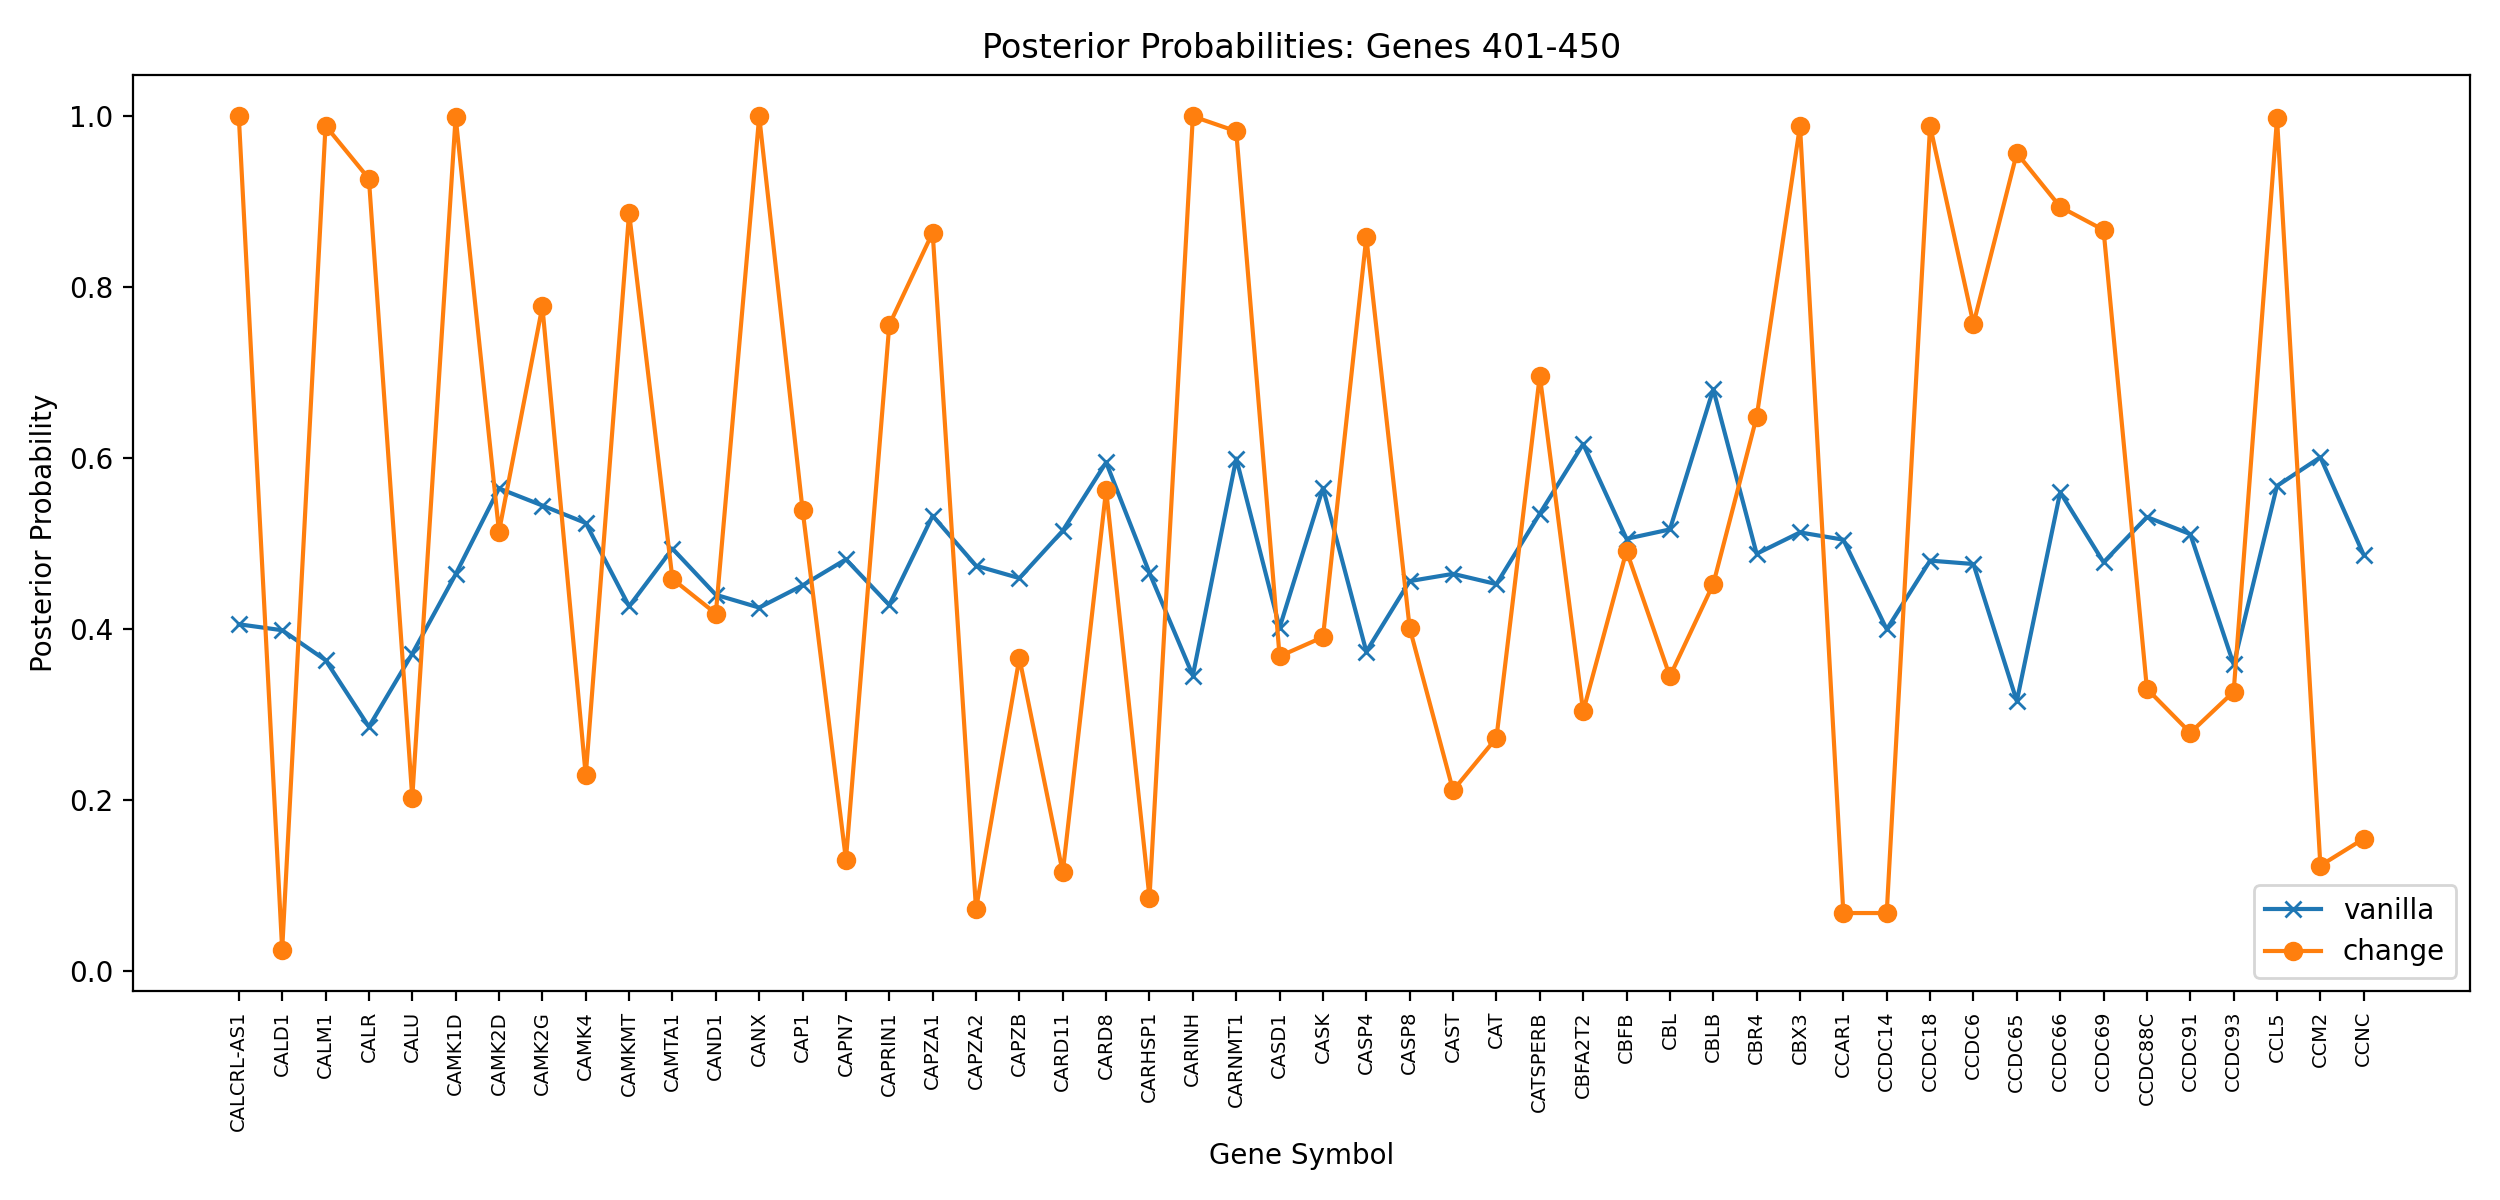 Posterior Probabilities: Genes 401-450
Posterior Probability
1.0
0.8
0.6
0.4
0.2
0.0
vanilla
change
CALCRL-AS1
CALD1
CALM1
CALR
CALU
CAMK1D
CAMK2D
CAMK2G
CAMK4
CAMKMT
CAMTA1
CAND1
CANX
CAP1
CAPN7
CAPRIN1
CAPZA1
CAPZA2
CAPZB
CARD11
CARD8
CARHSP1
CARINH
CARNMT1
CASD1
CASK
CASP4
CASP8
CAST
CAT
CATSPERB
CBFA2T2
CBFB
CBL
CBLB
CBR4
CBX3
CCAR1
CCDC14
CCDC18
CCDC6
CCDC65
CCDC66
CCDC69
CCDC88C
CCDC91
CCDC93
CCL5
CCM2
CCNC
Gene Symbol